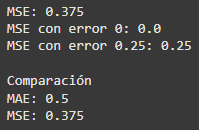 MSE: 0.375
MSE con error 0: 0.0
MSE con error 0.25: 0.25
Comparación
MAE: 0.5
MSE: 0.375